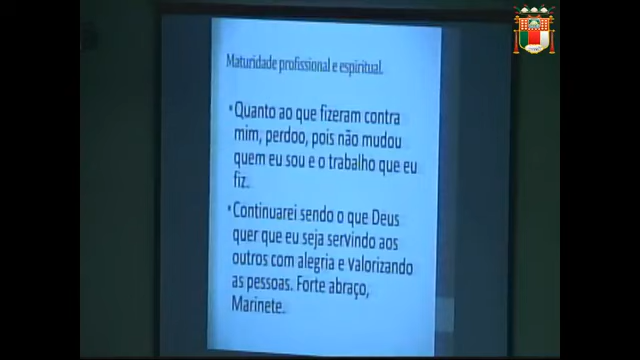 Maturidade profissional e espiritual.
•Quanto ao que fizeram contra
mim, perdoo, pois não mudou
quem eu sou e o trabalho que eu
fiz.
•Continuarei sendo o que Deus
quer que eu seja servindo aos
outros com alegria e valorizando
as pessoas. Forte abraço,
Marinete.